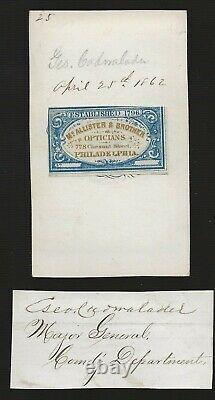 25
Geo. Cadwalader
April 25th 1862
ESTABLISHED 1796
McALLISTER & BROTHER
OPTICIANS
728 Chestnut Street,
PHILADELPHIA.
Geo. Cadwalader
Major General,
Comd'g Department,